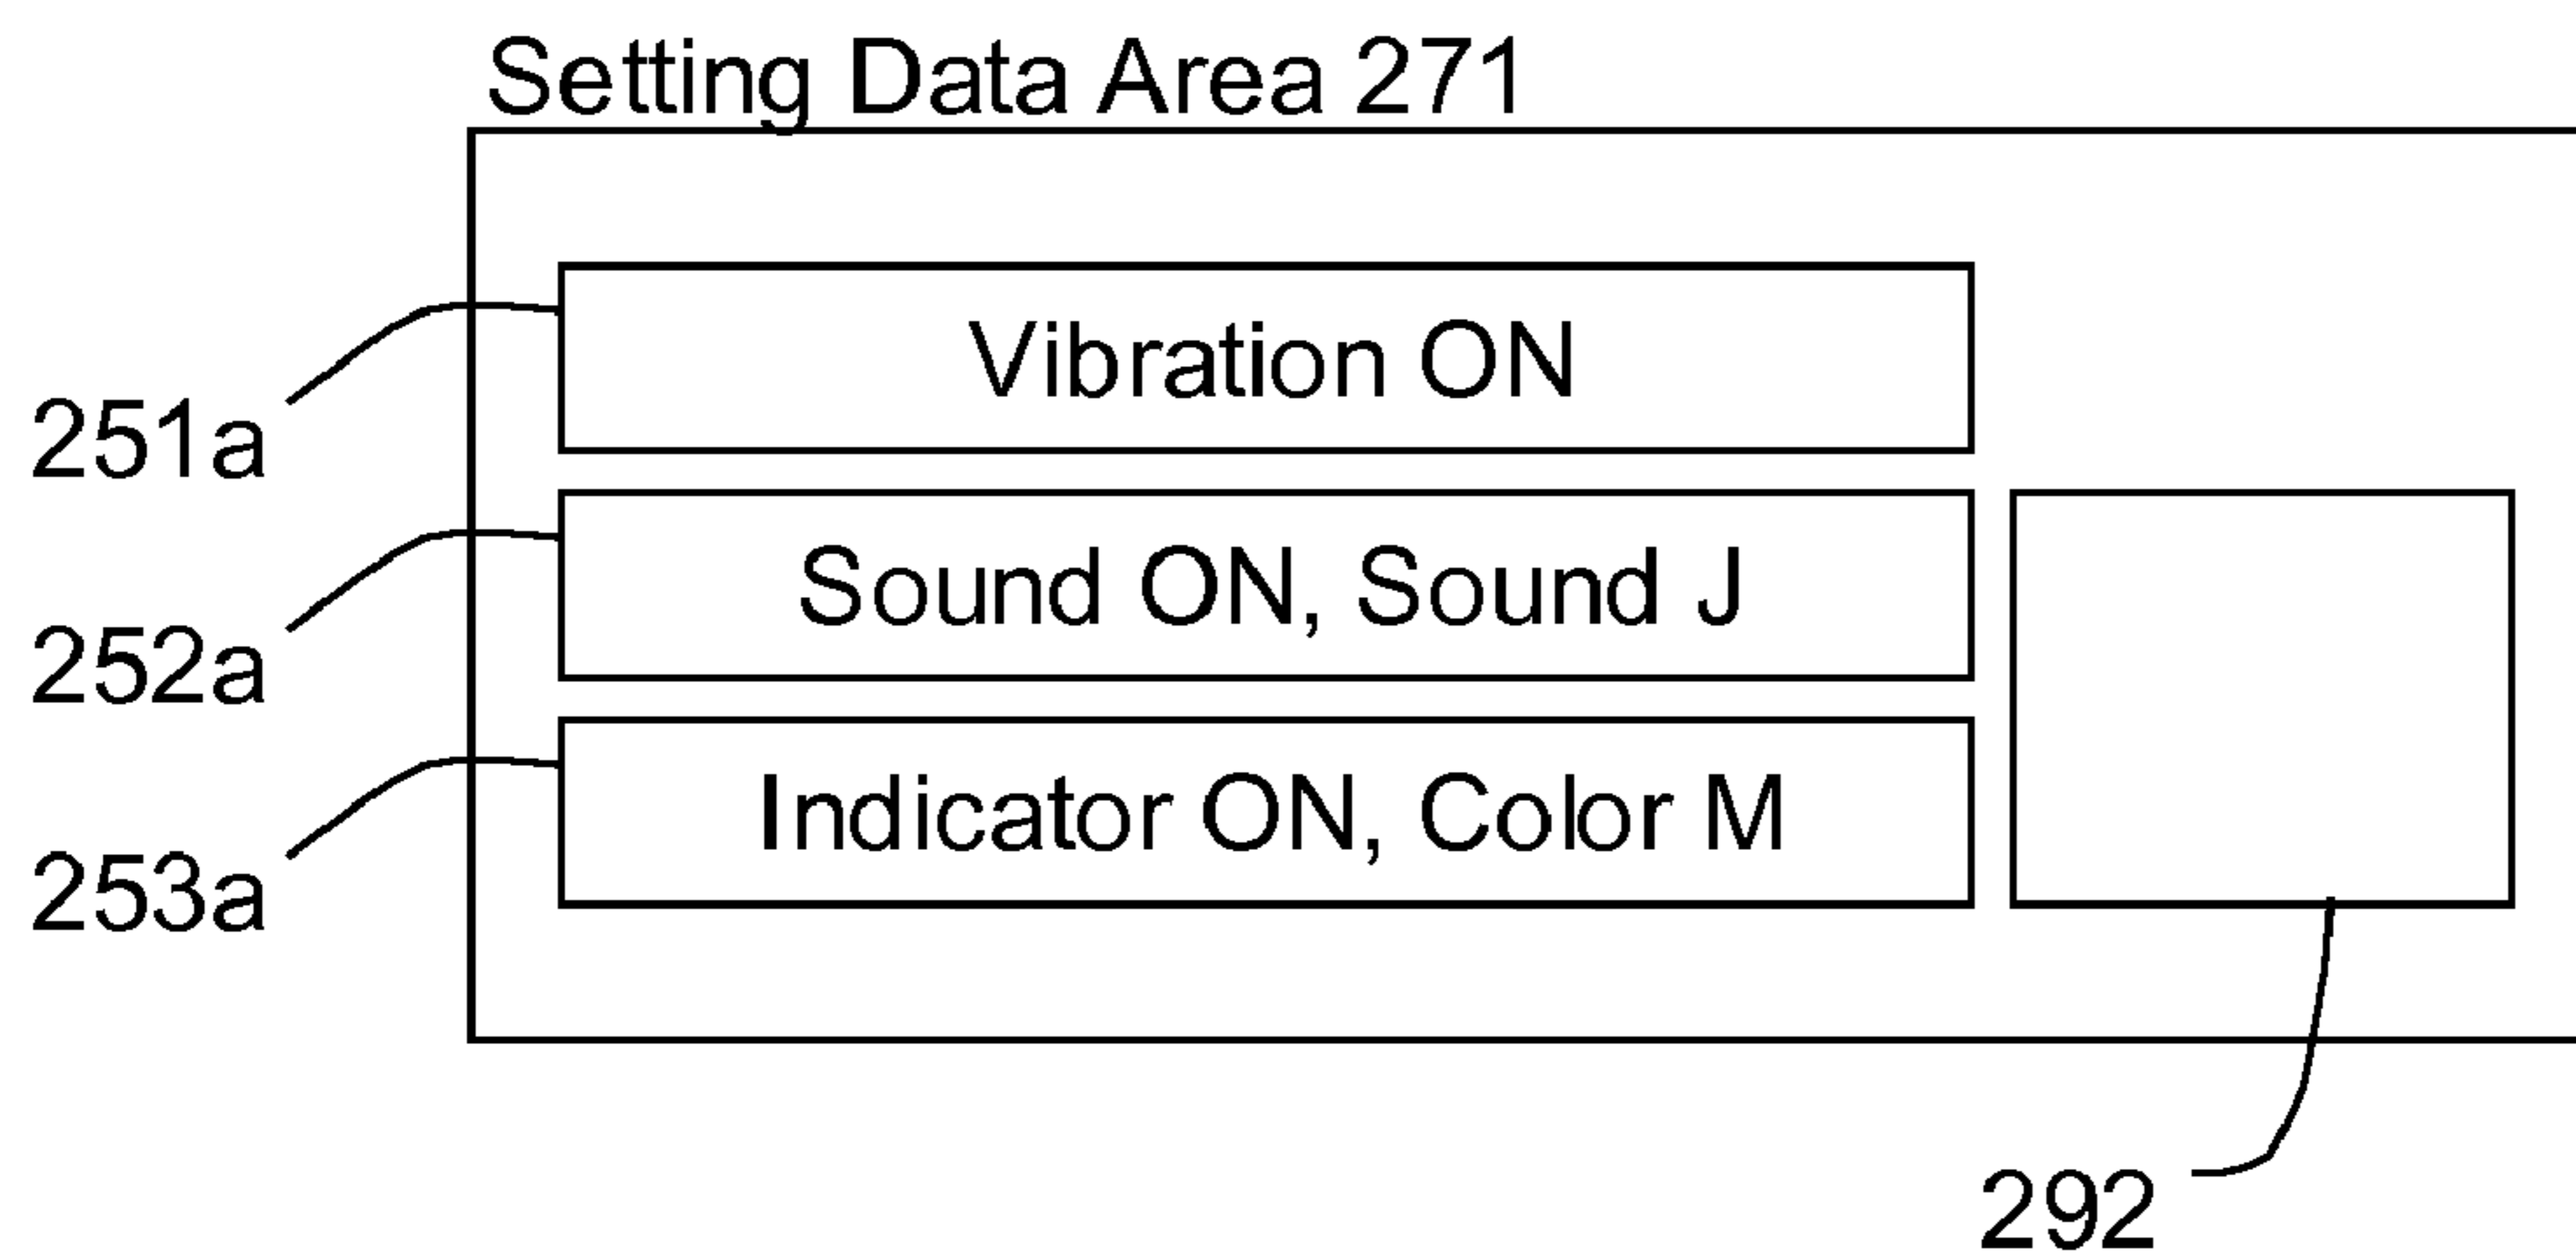 Setting Data Area 271
Vibration ON
251a
Sound ON, Sound J
252a
Indicator ON, Color M
253a
292